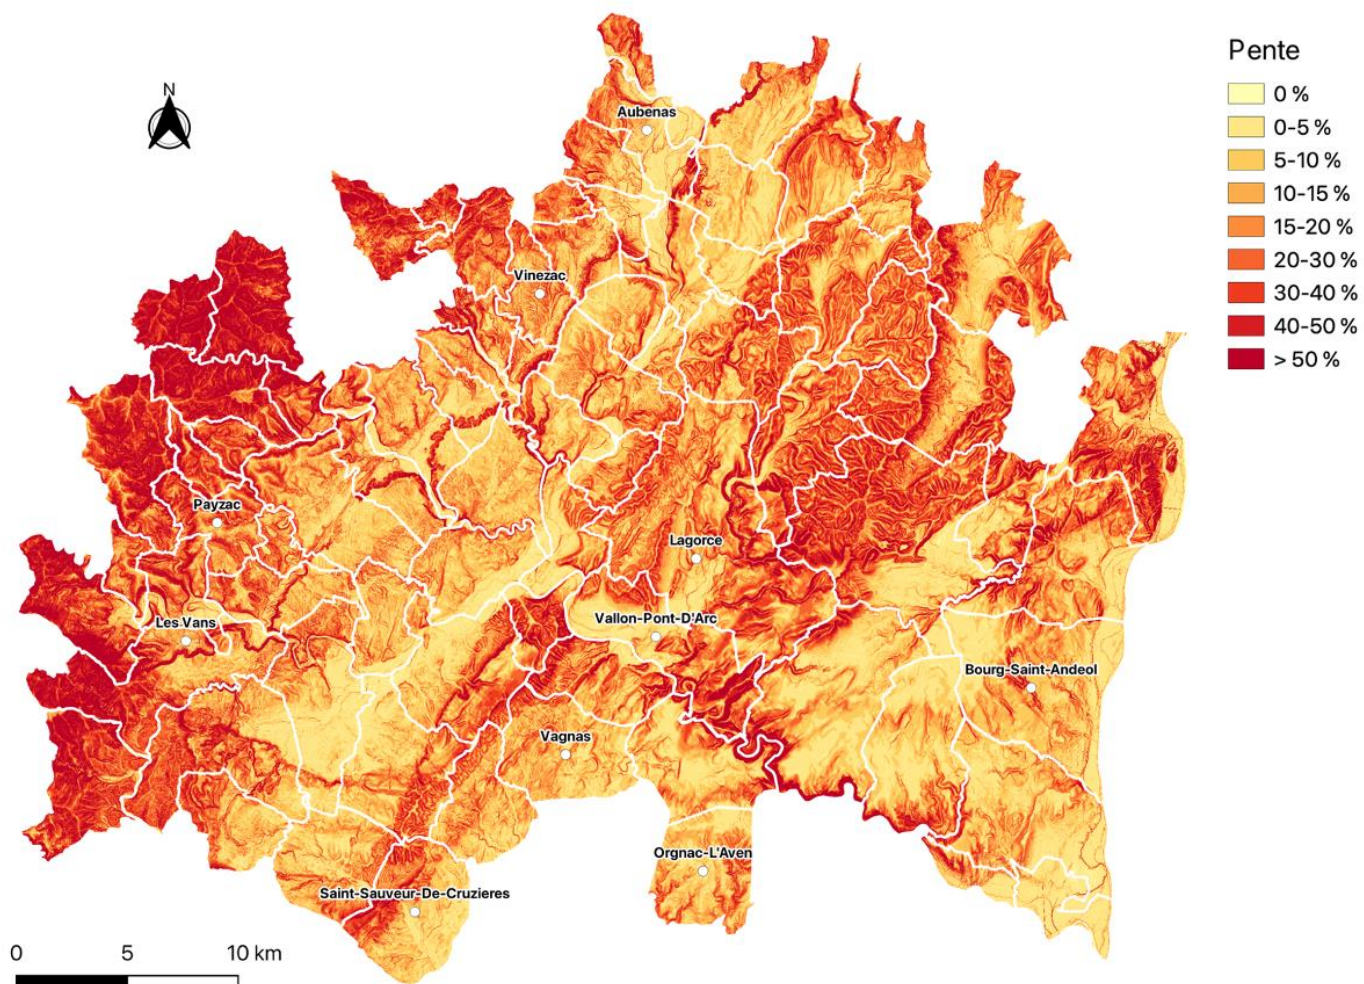 Pente
0 %
0-5 %
5-10 %
10-15 %
15-20 %
20-30 %
30-40 %
40-50 %
> 50 %
N
Aubenas
Vinezac
Payzac
Lagorce
Les Vans
Vallon-Pont-D'Arc
Bourg-Saint-Andeol
Vagnas
Orgnac-L'Aven
Saint-Sauveur-De-Cruzieres
0 5 10 km